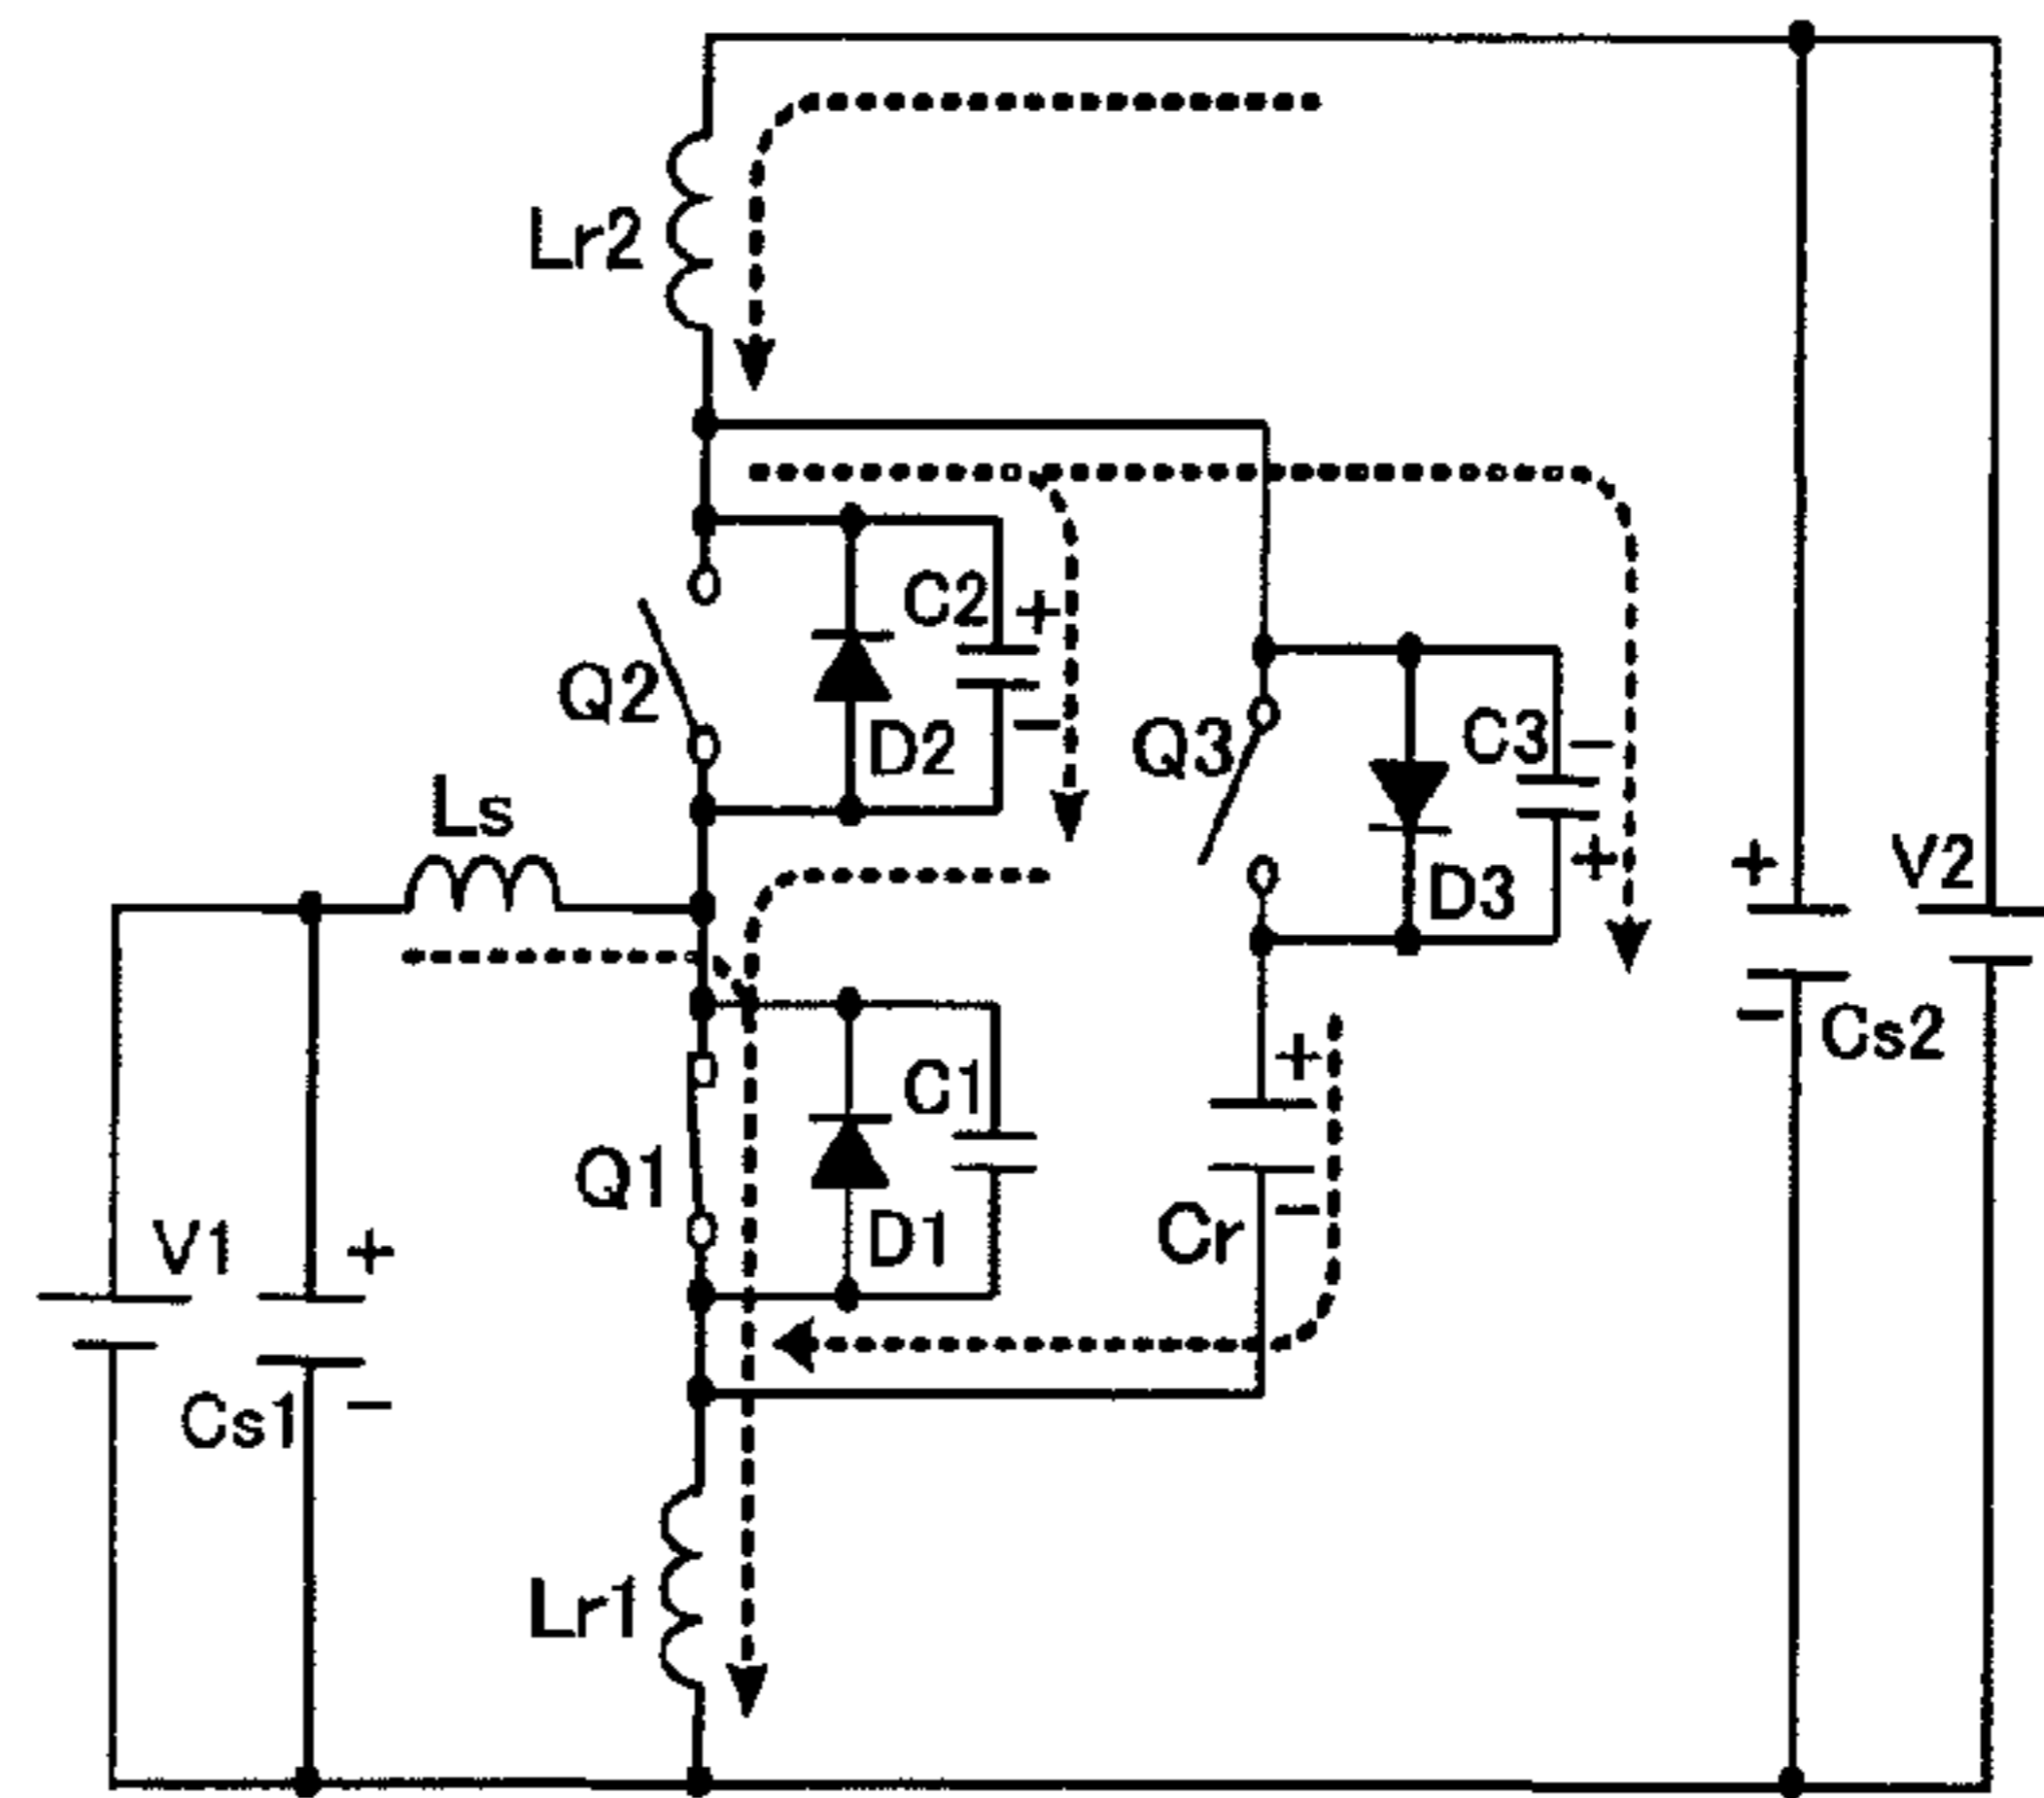 Lr2
C2
+
Q2
D2
−
Q3
C3
−
+
D3
Ls
+
V2
−
Cs2
C1
+
Q1
D1
Cr
−
V1
+
Cs1
−
Lr1